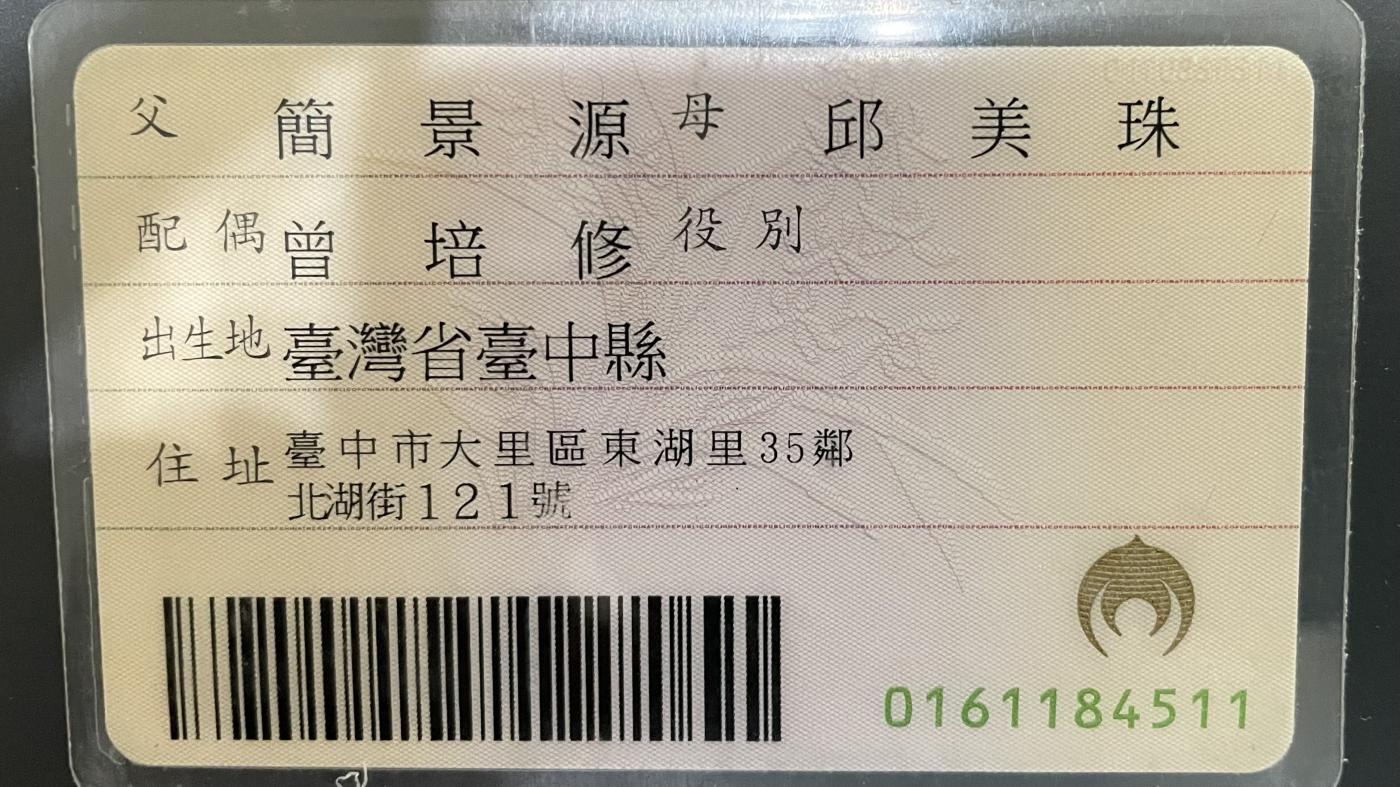 父 簡景源 母 邱美珠
配偶 曾培修 役別
出生地 臺灣省臺中縣
住址 臺中市大里區東湖里35鄰
北湖街121號
0161184511